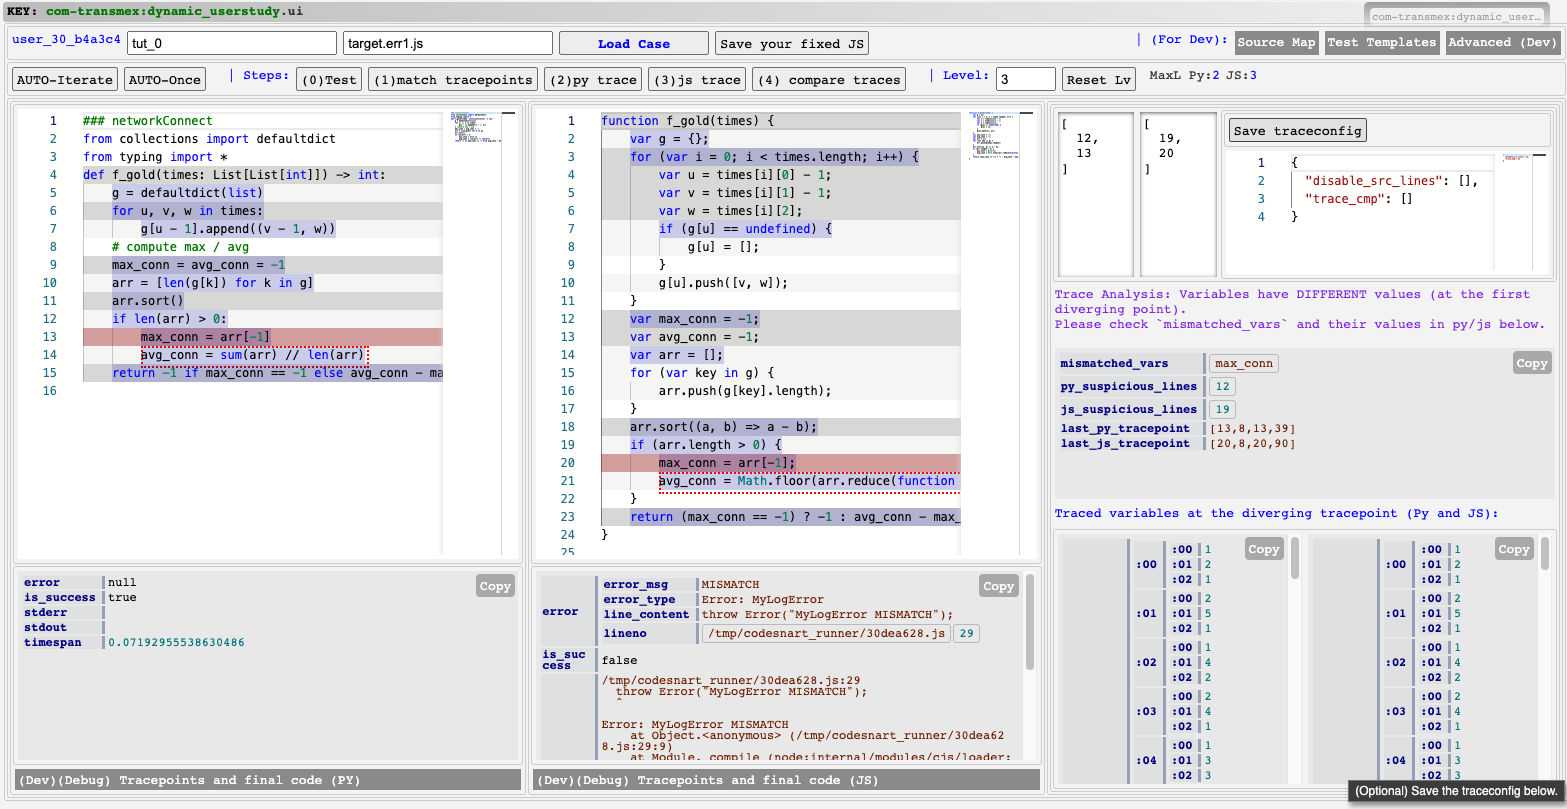 KEY: com-transmex:dynamic_userstudy.ui
com-transmex:dynamic_user…
user_30_b4a3c4 tut_0 target.err1.js Load Case Save your fixed JS | (For Dev): Source Map Test Templates Advanced (Dev)
AUTO-Iterate AUTO-Once | Steps: (0)Test (1)match tracepoints (2)py trace (3)js trace (4) compare traces | Level: 3 Reset Lv MaxL Py:2 JS:3
1 ### networkConnect
2 from collections import defaultdict
3 from typing import *
4 def f_gold(times: List[List[int]]) -> int:
5 g = defaultdict(list)
6 for u, v, w in times:
7 g[u - 1].append((v - 1, w))
8 # compute max / avg
9 max_conn = avg_conn = -1
10 arr = [len(g[k]) for k in g]
11 arr.sort()
12 if len(arr) > 0:
13 max_conn = arr[-1]
14 avg_conn = sum(arr) // len(arr)
15 return -1 if max_conn == -1 else avg_conn - ma
16
1 function f_gold(times) {
2 var g = {};
3 for (var i = 0; i < times.length; i++) {
4 var u = times[i][0] - 1;
5 var v = times[i][1] - 1;
6 var w = times[i][2];
7 if (g[u] == undefined) {
8 g[u] = [];
9 }
10 g[u].push([v, w]);
11 }
12 var max_conn = -1;
13 var avg_conn = -1;
14 var arr = [];
15 for (var key in g) {
16 arr.push(g[key].length);
17 }
18 arr.sort((a, b) => a - b);
19 if (arr.length > 0) {
20 max_conn = arr[-1];
21 avg_conn = Math.floor(arr.reduce(function
22 }
23 return (max_conn == -1) ? -1 : avg_conn - max_
24 }
25
[
12,
13
]
[
19,
20
]
Save traceconfig
1 {
2 "disable_src_lines": [],
3 "trace_cmp": []
4 }
Trace Analysis: Variables have DIFFERENT values (at the first
diverging point).
Please check `mismatched_vars` and their values in py/js below.
Copy
mismatched_vars max_conn
py_suspicious_lines 12
js_suspicious_lines 19
last_py_tracepoint [13,8,13,39]
last_js_tracepoint [20,8,20,90]
Traced variables at the diverging tracepoint (Py and JS):
Copy
:00 :00 1
:01 2
:02 1
:01 :00 2
:01 5
:02 1
:02 :00 1
:01 4
:02 2
:03 :00 2
:01 4
:02 1
:04 :00 1
:01 3
:02 3
Copy
:00 :00 1
:01 2
:02 1
:01 :00 2
:01 5
:02 1
:02 :00 1
:01 4
:02 2
:03 :00 2
:01 4
:02 1
:04 :00 1
:01 3
:02 3
(Optional) Save the traceconfig below.
Copy
error null
is_success true
stderr
stdout
timespan 0.07192955538630486
(Dev)(Debug) Tracepoints and final code (PY)
Copy
error
error_msg MISMATCH
error_type Error: MyLogError
line_content throw Error("MyLogError MISMATCH");
lineno /tmp/codesnart_runner/30dea628.js 29
is_suc
cess false
/tmp/codesnart_runner/30dea628.js:29
throw Error("MyLogError MISMATCH");
^
Error: MyLogError MISMATCH
at Object.<anonymous> (/tmp/codesnart_runner/30dea62
8.js:29:9)
at Module._compile (node:internal/modules/cjs/loader:
(Dev)(Debug) Tracepoints and final code (JS)